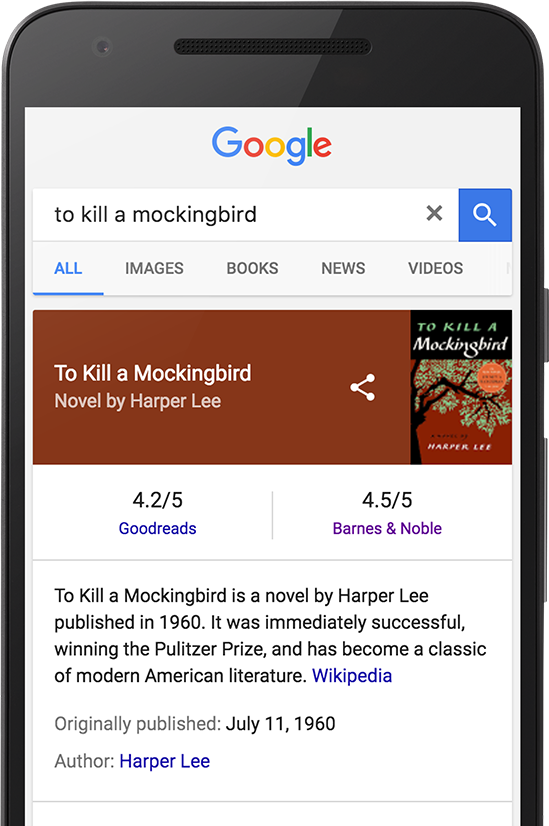 Google
to kill a mockingbird
ALL IMAGES BOOKS NEWS VIDEOS
To Kill a Mockingbird
Novel by Harper Lee
TO KILL A
Mockingbird
A NOVEL BY
HARPER LEE
4.2/5 4.5/5
Goodreads Barnes & Noble
To Kill a Mockingbird is a novel by Harper Lee
published in 1960. It was immediately successful,
winning the Pulitzer Prize, and has become a classic
of modern American literature. Wikipedia
Originally published: July 11, 1960
Author: Harper Lee